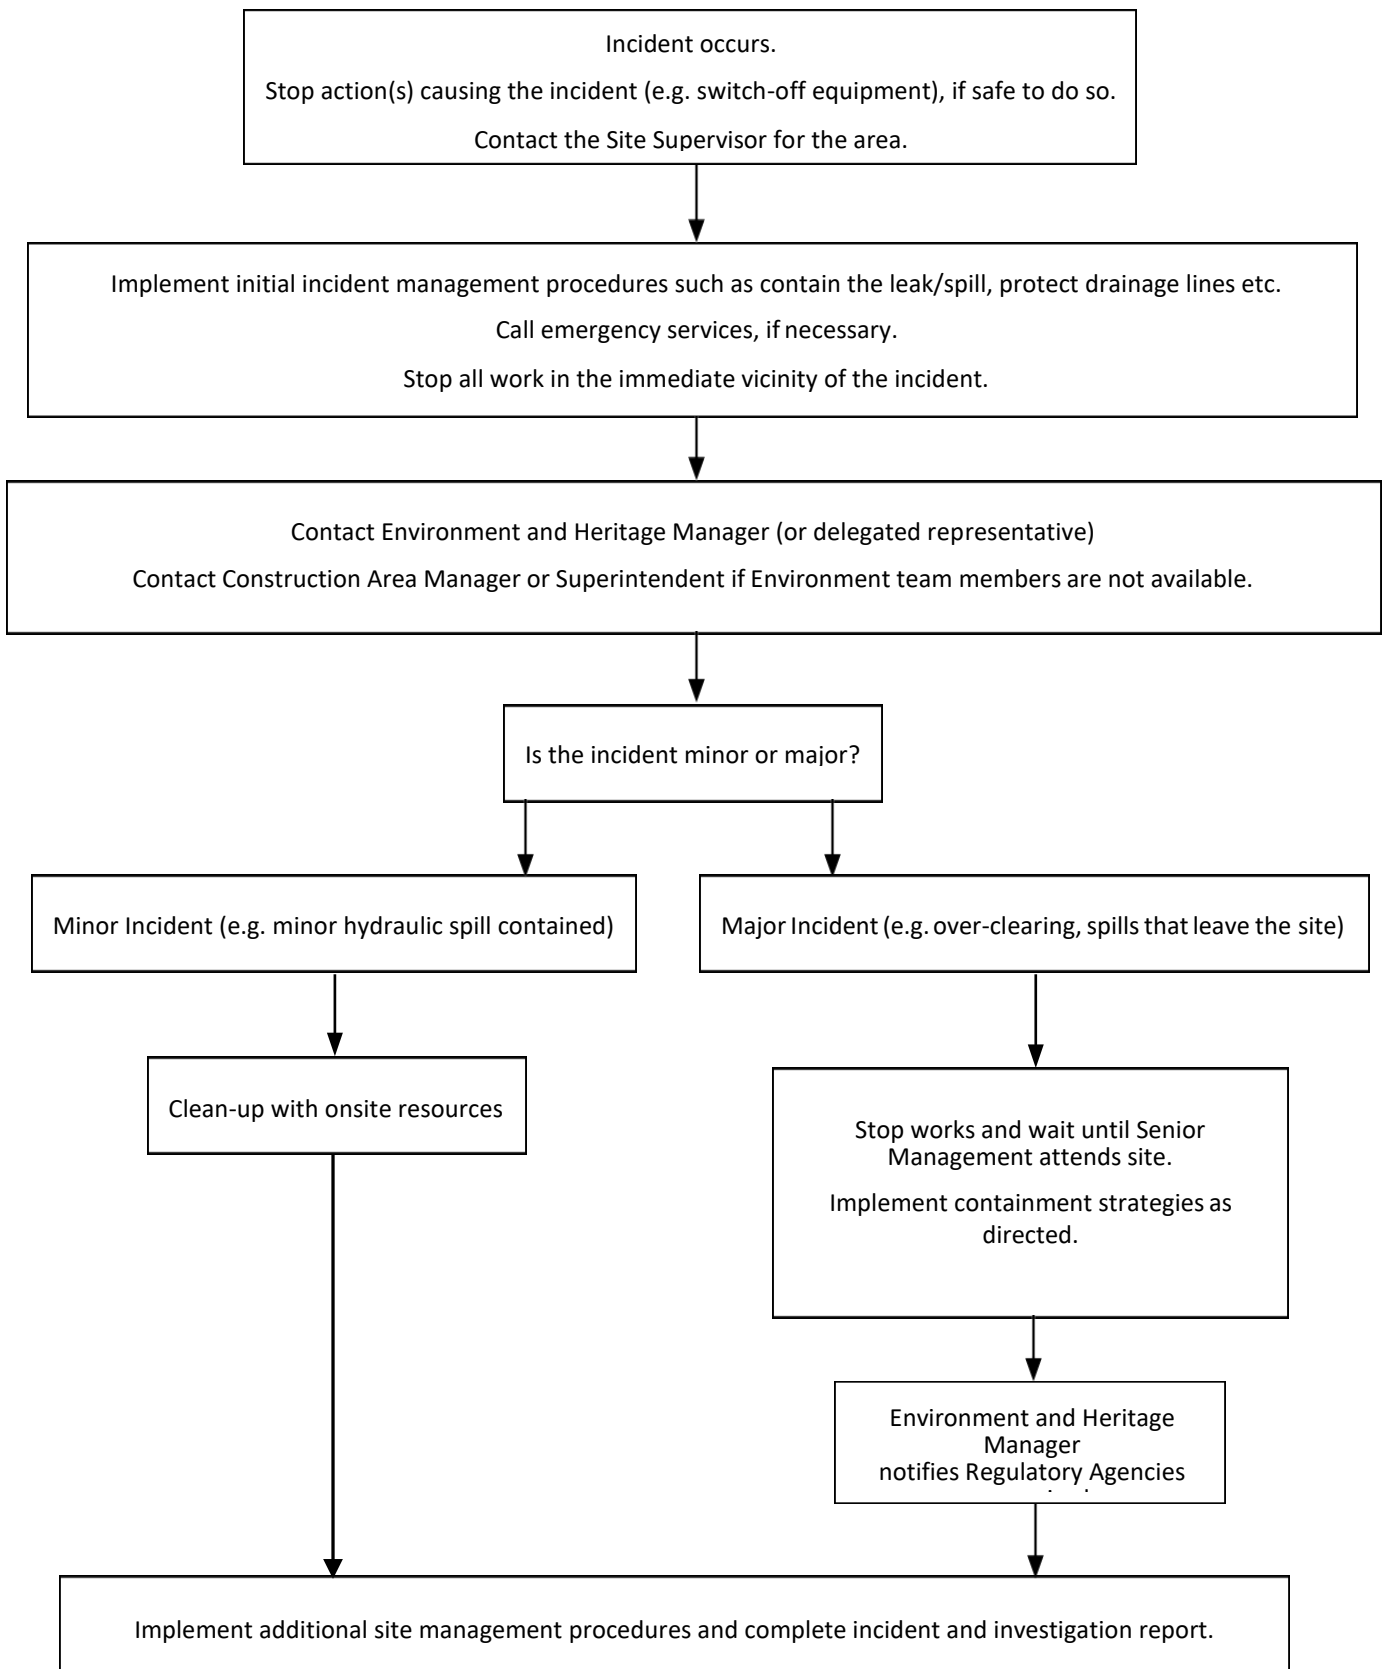 Incident occurs.
Stop action(s) causing the incident (e.g. switch-off equipment), if safe to do so.
Contact the Site Supervisor for the area.
Implement initial incident management procedures such as contain the leak/spill, protect drainage lines etc.
Call emergency services, if necessary.
Stop all work in the immediate vicinity of the incident.
Contact Environment and Heritage Manager (or delegated representative)
Contact Construction Area Manager or Superintendent if Environment team members are not available.
Is the incident minor or major?
Minor Incident (e.g. minor hydraulic spill contained)
Major Incident (e.g. over-clearing, spills that leave the site)
Clean-up with onsite resources
Stop works and wait until Senior
Management attends site.
Implement containment strategies as
directed.
Environment and Heritage
Manager
notifies Regulatory Agencies
Implement additional site management procedures and complete incident and investigation report.